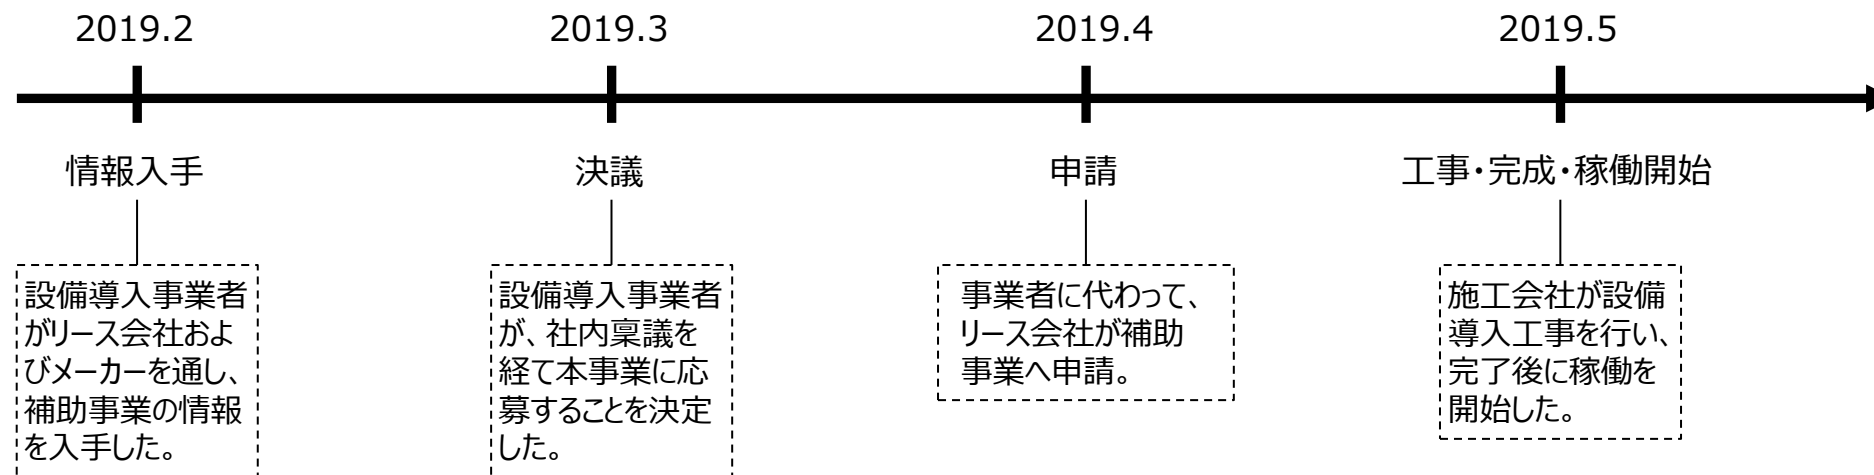 2019.2
2019.3
2019.4
2019.5
情報入手
決議
申請
工事・完成・稼働開始
設備導入事業者
がリース会社およ
びメーカーを通し、
補助事業の情報
を入手した。
設備導入事業者
が、社内稟議を
経て本事業に応
募することを決定
した。
事業者に代わって、
リース会社が補助
事業へ申請。
施工会社が設備
導入工事を行い、
完了後に稼働を
開始した。